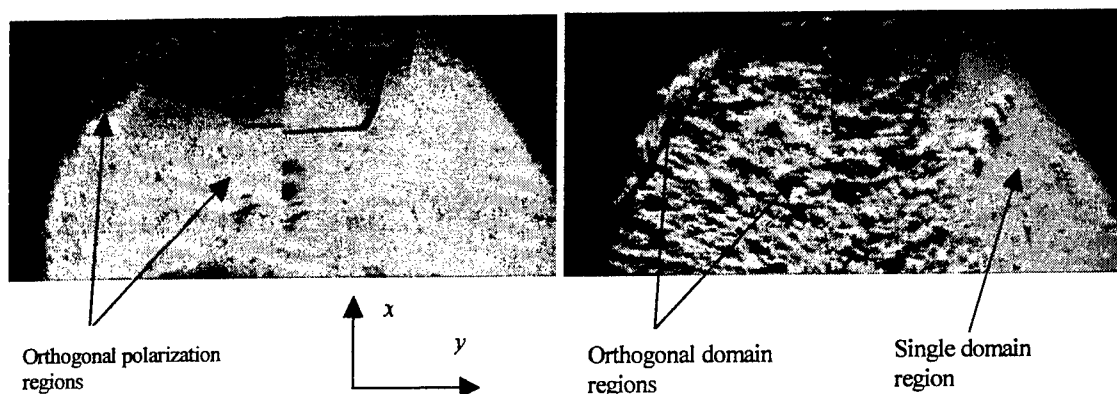 x
y
Orthogonal polarization
regions
Orthogonal domain
regions
Single domain
region